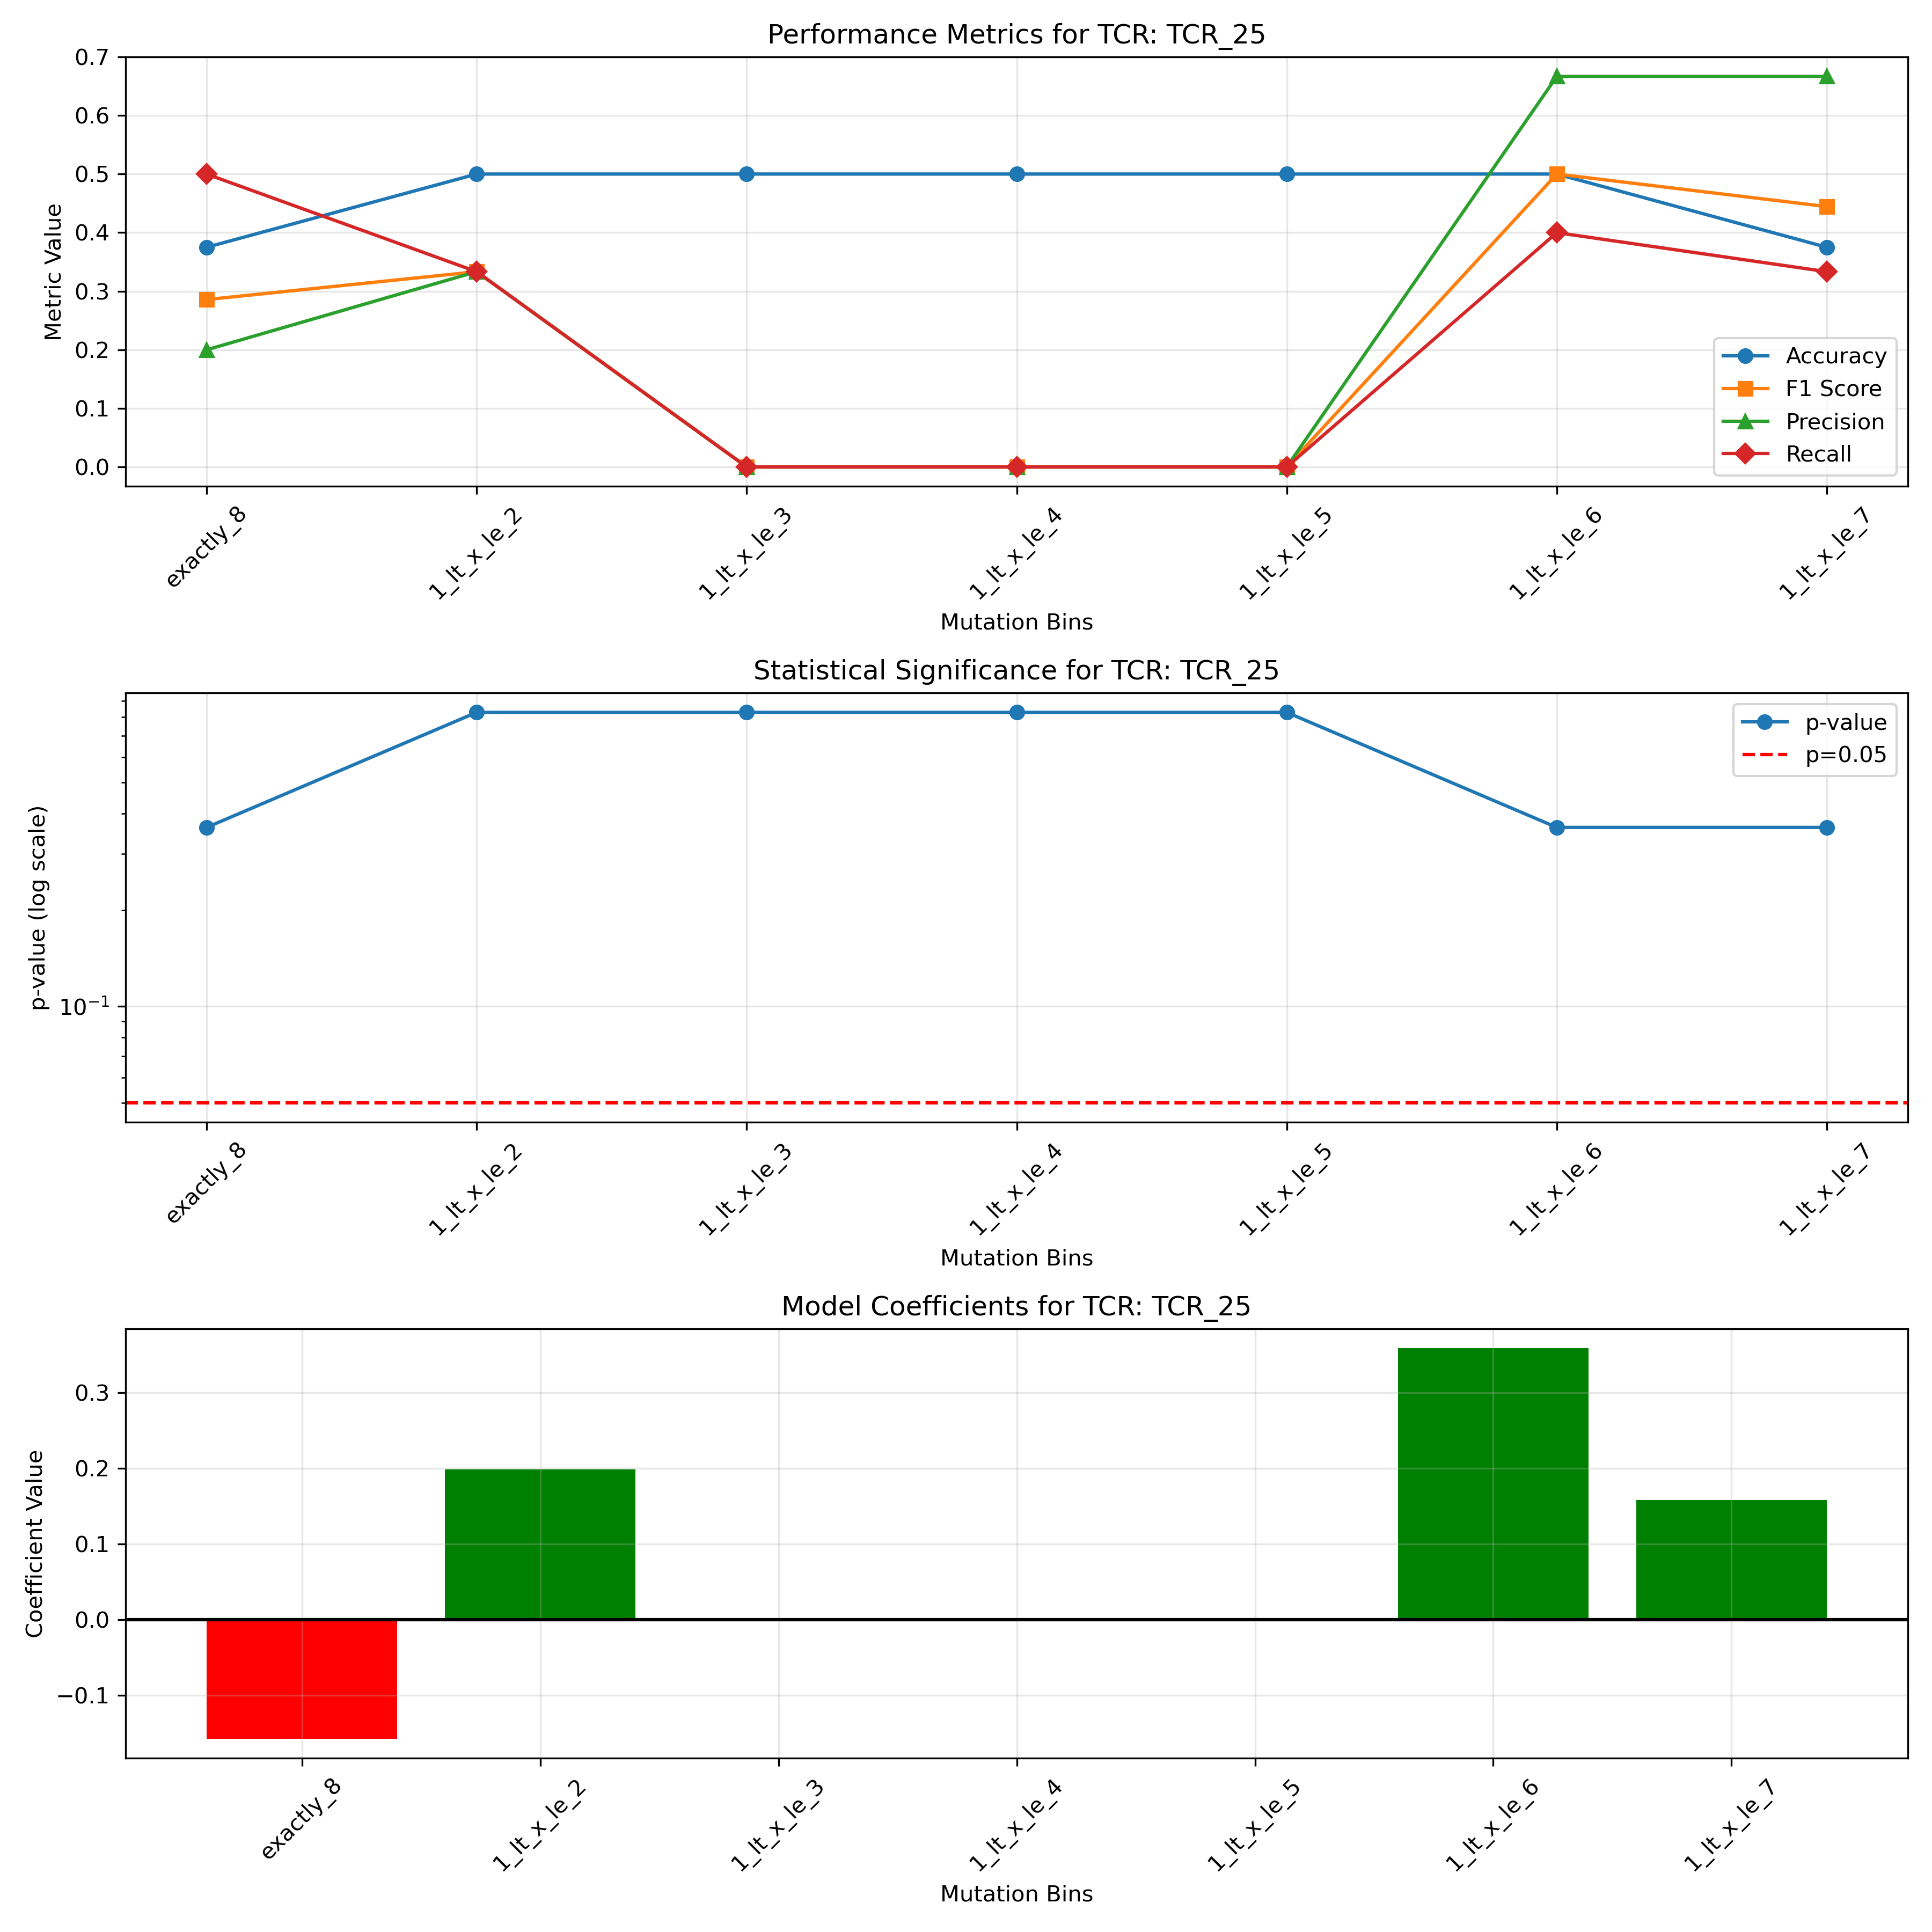 Performance Metrics for TCR: TCR_25
0.7
0.6
0.5
0.4
0.3
0.2
0.1
0.0
Metric Value
Accuracy
F1 Score
Precision
Recall
exactly_8
1_lt_x_le_2
1_lt_x_le_3
1_lt_x_le_4
1_lt_x_le_5
1_lt_x_le_6
1_lt_x_le_7
Mutation Bins
Statistical Significance for TCR: TCR_25
p-value
p=0.05
p-value (log scale)
10⁻¹
exactly_8
1_lt_x_le_2
1_lt_x_le_3
1_lt_x_le_4
1_lt_x_le_5
1_lt_x_le_6
1_lt_x_le_7
Mutation Bins
Model Coefficients for TCR: TCR_25
0.3
0.2
0.1
0.0
−0.1
Coefficient Value
exactly_8
1_lt_x_le_2
1_lt_x_le_3
1_lt_x_le_4
1_lt_x_le_5
1_lt_x_le_6
1_lt_x_le_7
Mutation Bins